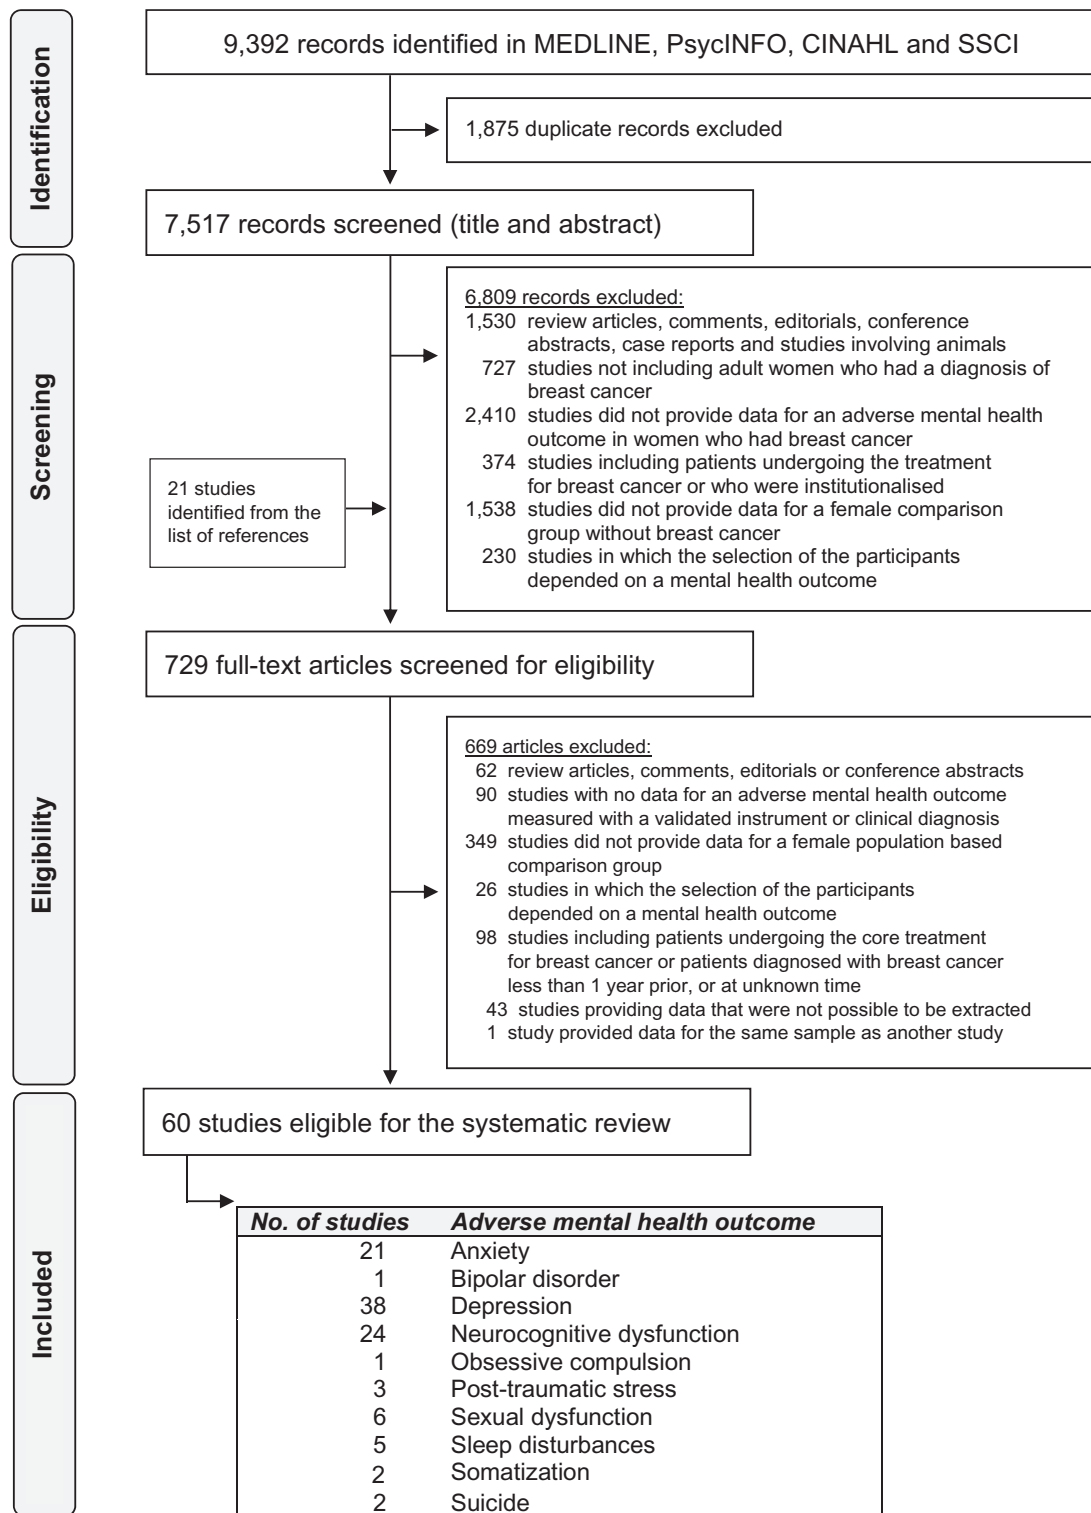 Identification
9,392 records identified in MEDLINE, PsycINFO, CINAHL and SSCI
1,875 duplicate records excluded
7,517 records screened (title and abstract)
Screening
6,809 records excluded:
1,530 review articles, comments, editorials, conference
abstracts, case reports and studies involving animals
727 studies not including adult women who had a diagnosis of
breast cancer
2,410 studies did not provide data for an adverse mental health
outcome in women who had breast cancer
374 studies including patients undergoing the treatment
for breast cancer or who were institutionalised
1,538 studies did not provide data for a female comparison
group without breast cancer
230 studies in which the selection of the participants
depended on a mental health outcome
21 studies
identified from the
list of references
729 full-text articles screened for eligibility
Eligibility
669 articles excluded:
62 review articles, comments, editorials or conference abstracts
90 studies with no data for an adverse mental health outcome
measured with a validated instrument or clinical diagnosis
349 studies did not provide data for a female population based
comparison group
26 studies in which the selection of the participants
depended on a mental health outcome
98 studies including patients undergoing the core treatment
for breast cancer or patients diagnosed with breast cancer
less than 1 year prior, or at unknown time
43 studies providing data that were not possible to be extracted
1 study provided data for the same sample as another study
60 studies eligible for the systematic review
Included
No. of studies Adverse mental health outcome
21 Anxiety
1 Bipolar disorder
38 Depression
24 Neurocognitive dysfunction
1 Obsessive compulsion
3 Post-traumatic stress
6 Sexual dysfunction
5 Sleep disturbances
2 Somatization
2 Suicide